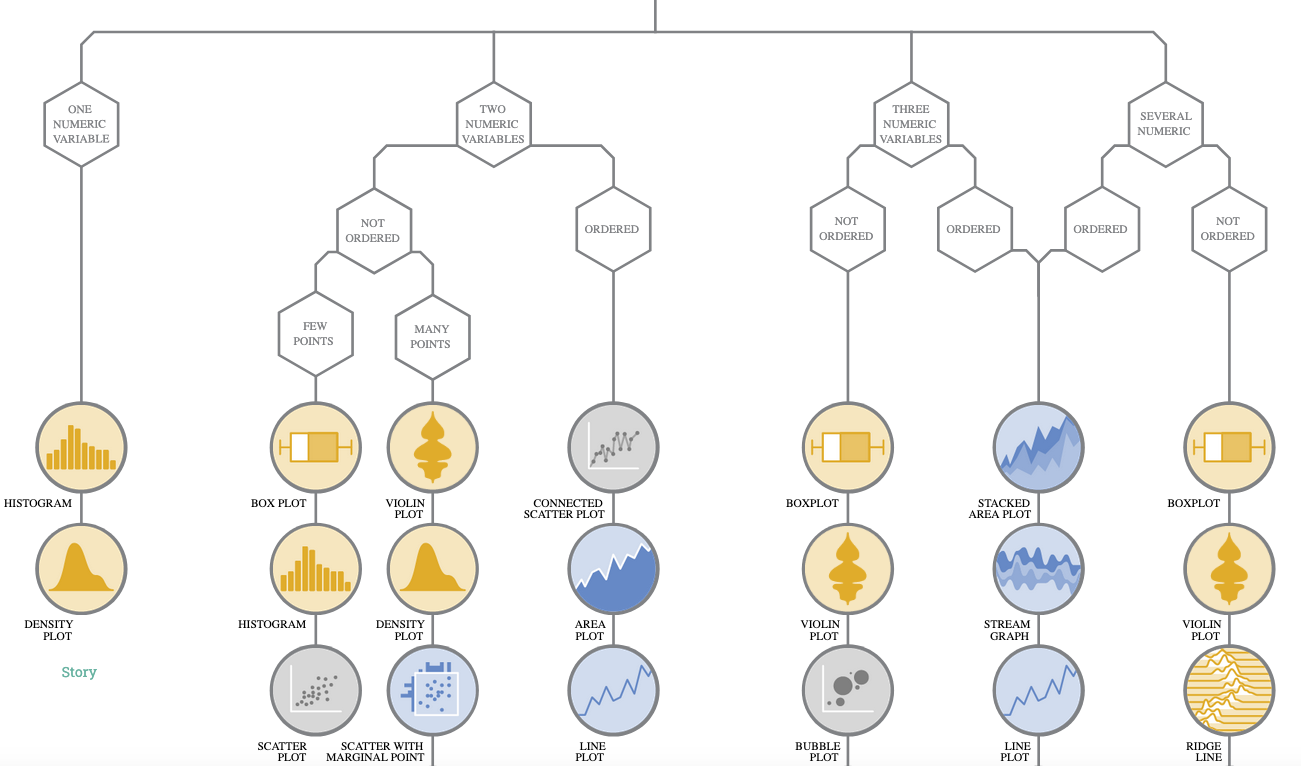 ONE
NUMERIC
VARIABLE
TWO
NUMERIC
VARIABLES
THREE
NUMERIC
VARIABLES
SEVERAL
NUMERIC
NOT
ORDERED
ORDERED
NOT
ORDERED
ORDERED
ORDERED
NOT
ORDERED
FEW
POINTS
MANY
POINTS
HISTOGRAM
BOX PLOT
VIOLIN
PLOT
CONNECTED
SCATTER PLOT
BOXPLOT
STACKED
AREA PLOT
BOXPLOT
DENSITY
PLOT
HISTOGRAM
DENSITY
PLOT
AREA
PLOT
VIOLIN
PLOT
STREAM
GRAPH
VIOLIN
PLOT
Story
SCATTER
PLOT
SCATTER WITH
MARGINAL POINT
LINE
PLOT
BUBBLE
PLOT
LINE
PLOT
RIDGE
LINE